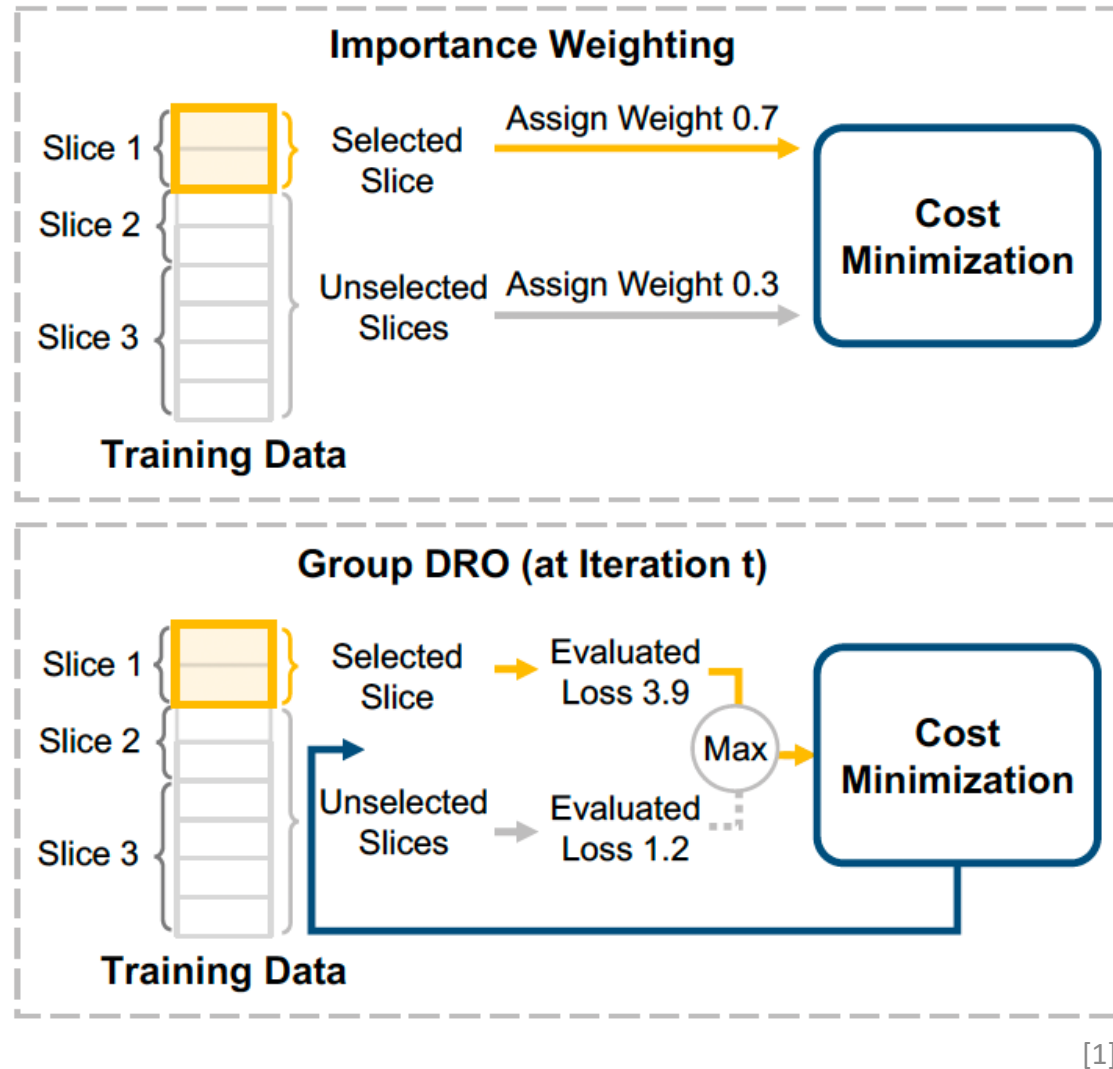 Importance Weighting
Slice 1
Slice 2
Slice 3
Selected
Slice
Assign Weight 0.7
Unselected
Slices
Assign Weight 0.3
Cost
Minimization
Training Data
Group DRO (at Iteration t)
Slice 1
Slice 2
Slice 3
Selected
Slice
Evaluated
Loss 3.9
Max
Unselected
Slices
Evaluated
Loss 1.2
Cost
Minimization
Training Data
[1]